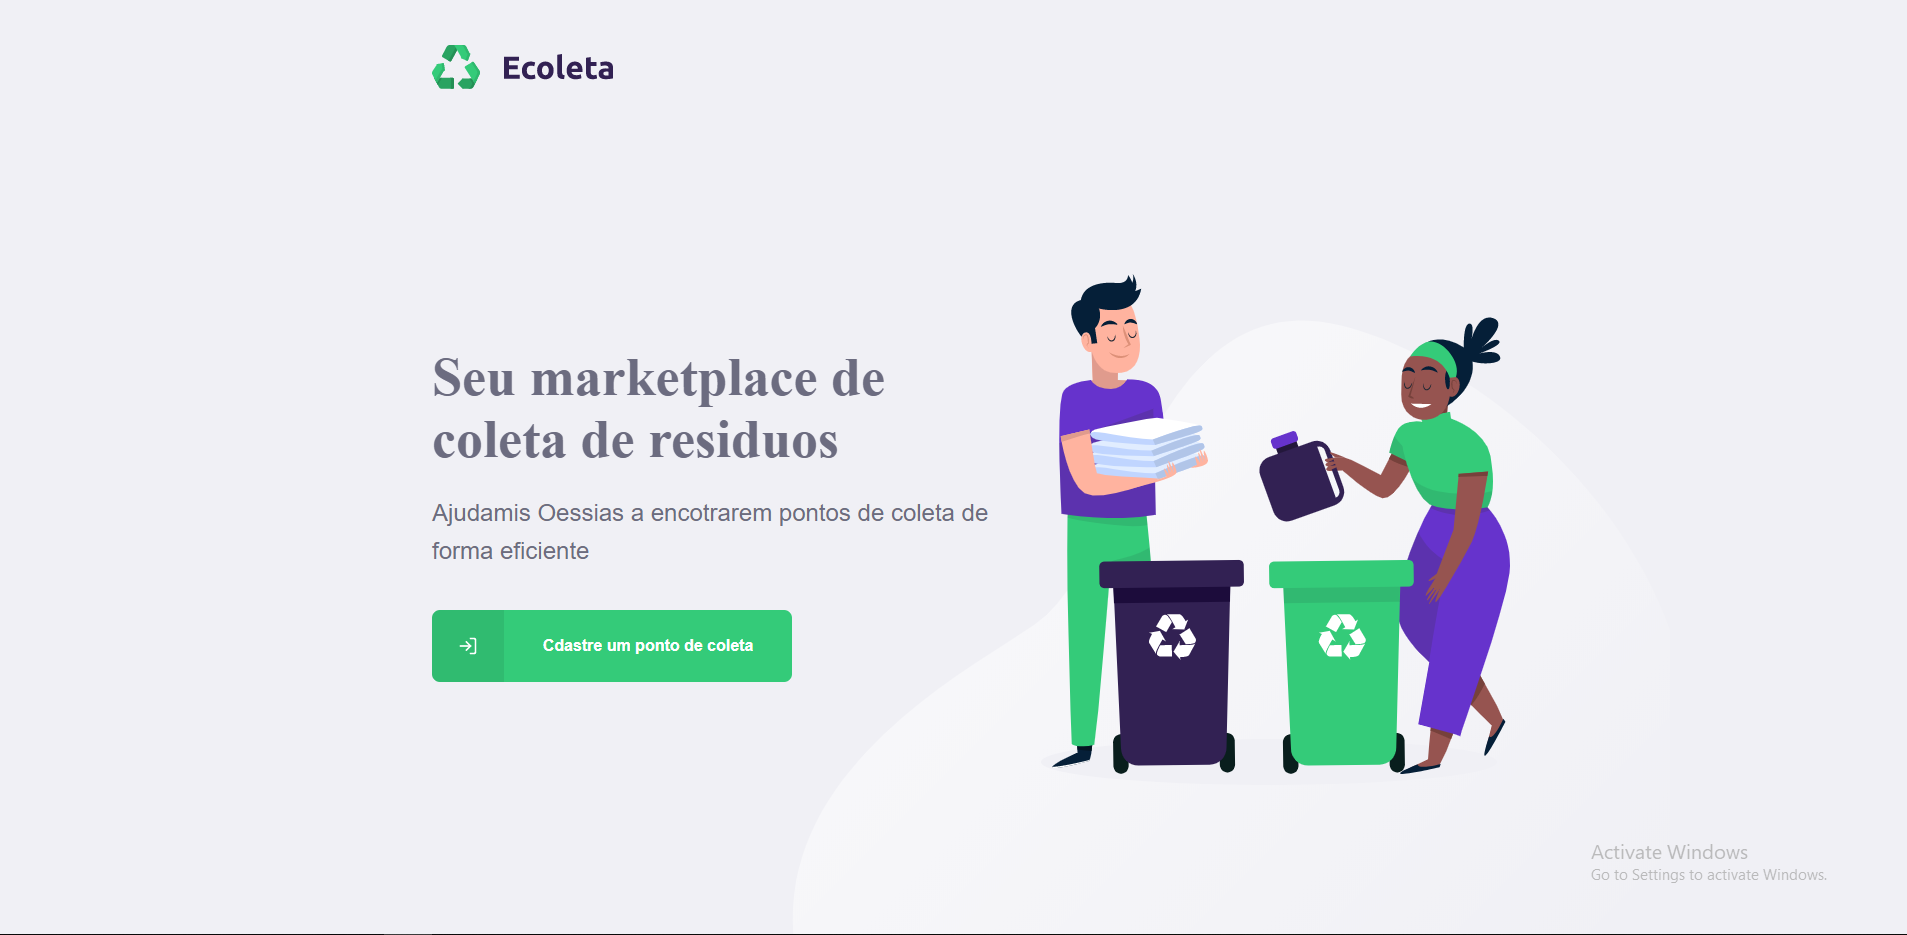 Ecoleta
Seu marketplace de
coleta de residuos
Ajudamis Oessias a encotrarem pontos de coleta de
forma eficiente
Cdastre um ponto de coleta
Activate Windows
Go to Settings to activate Windows.